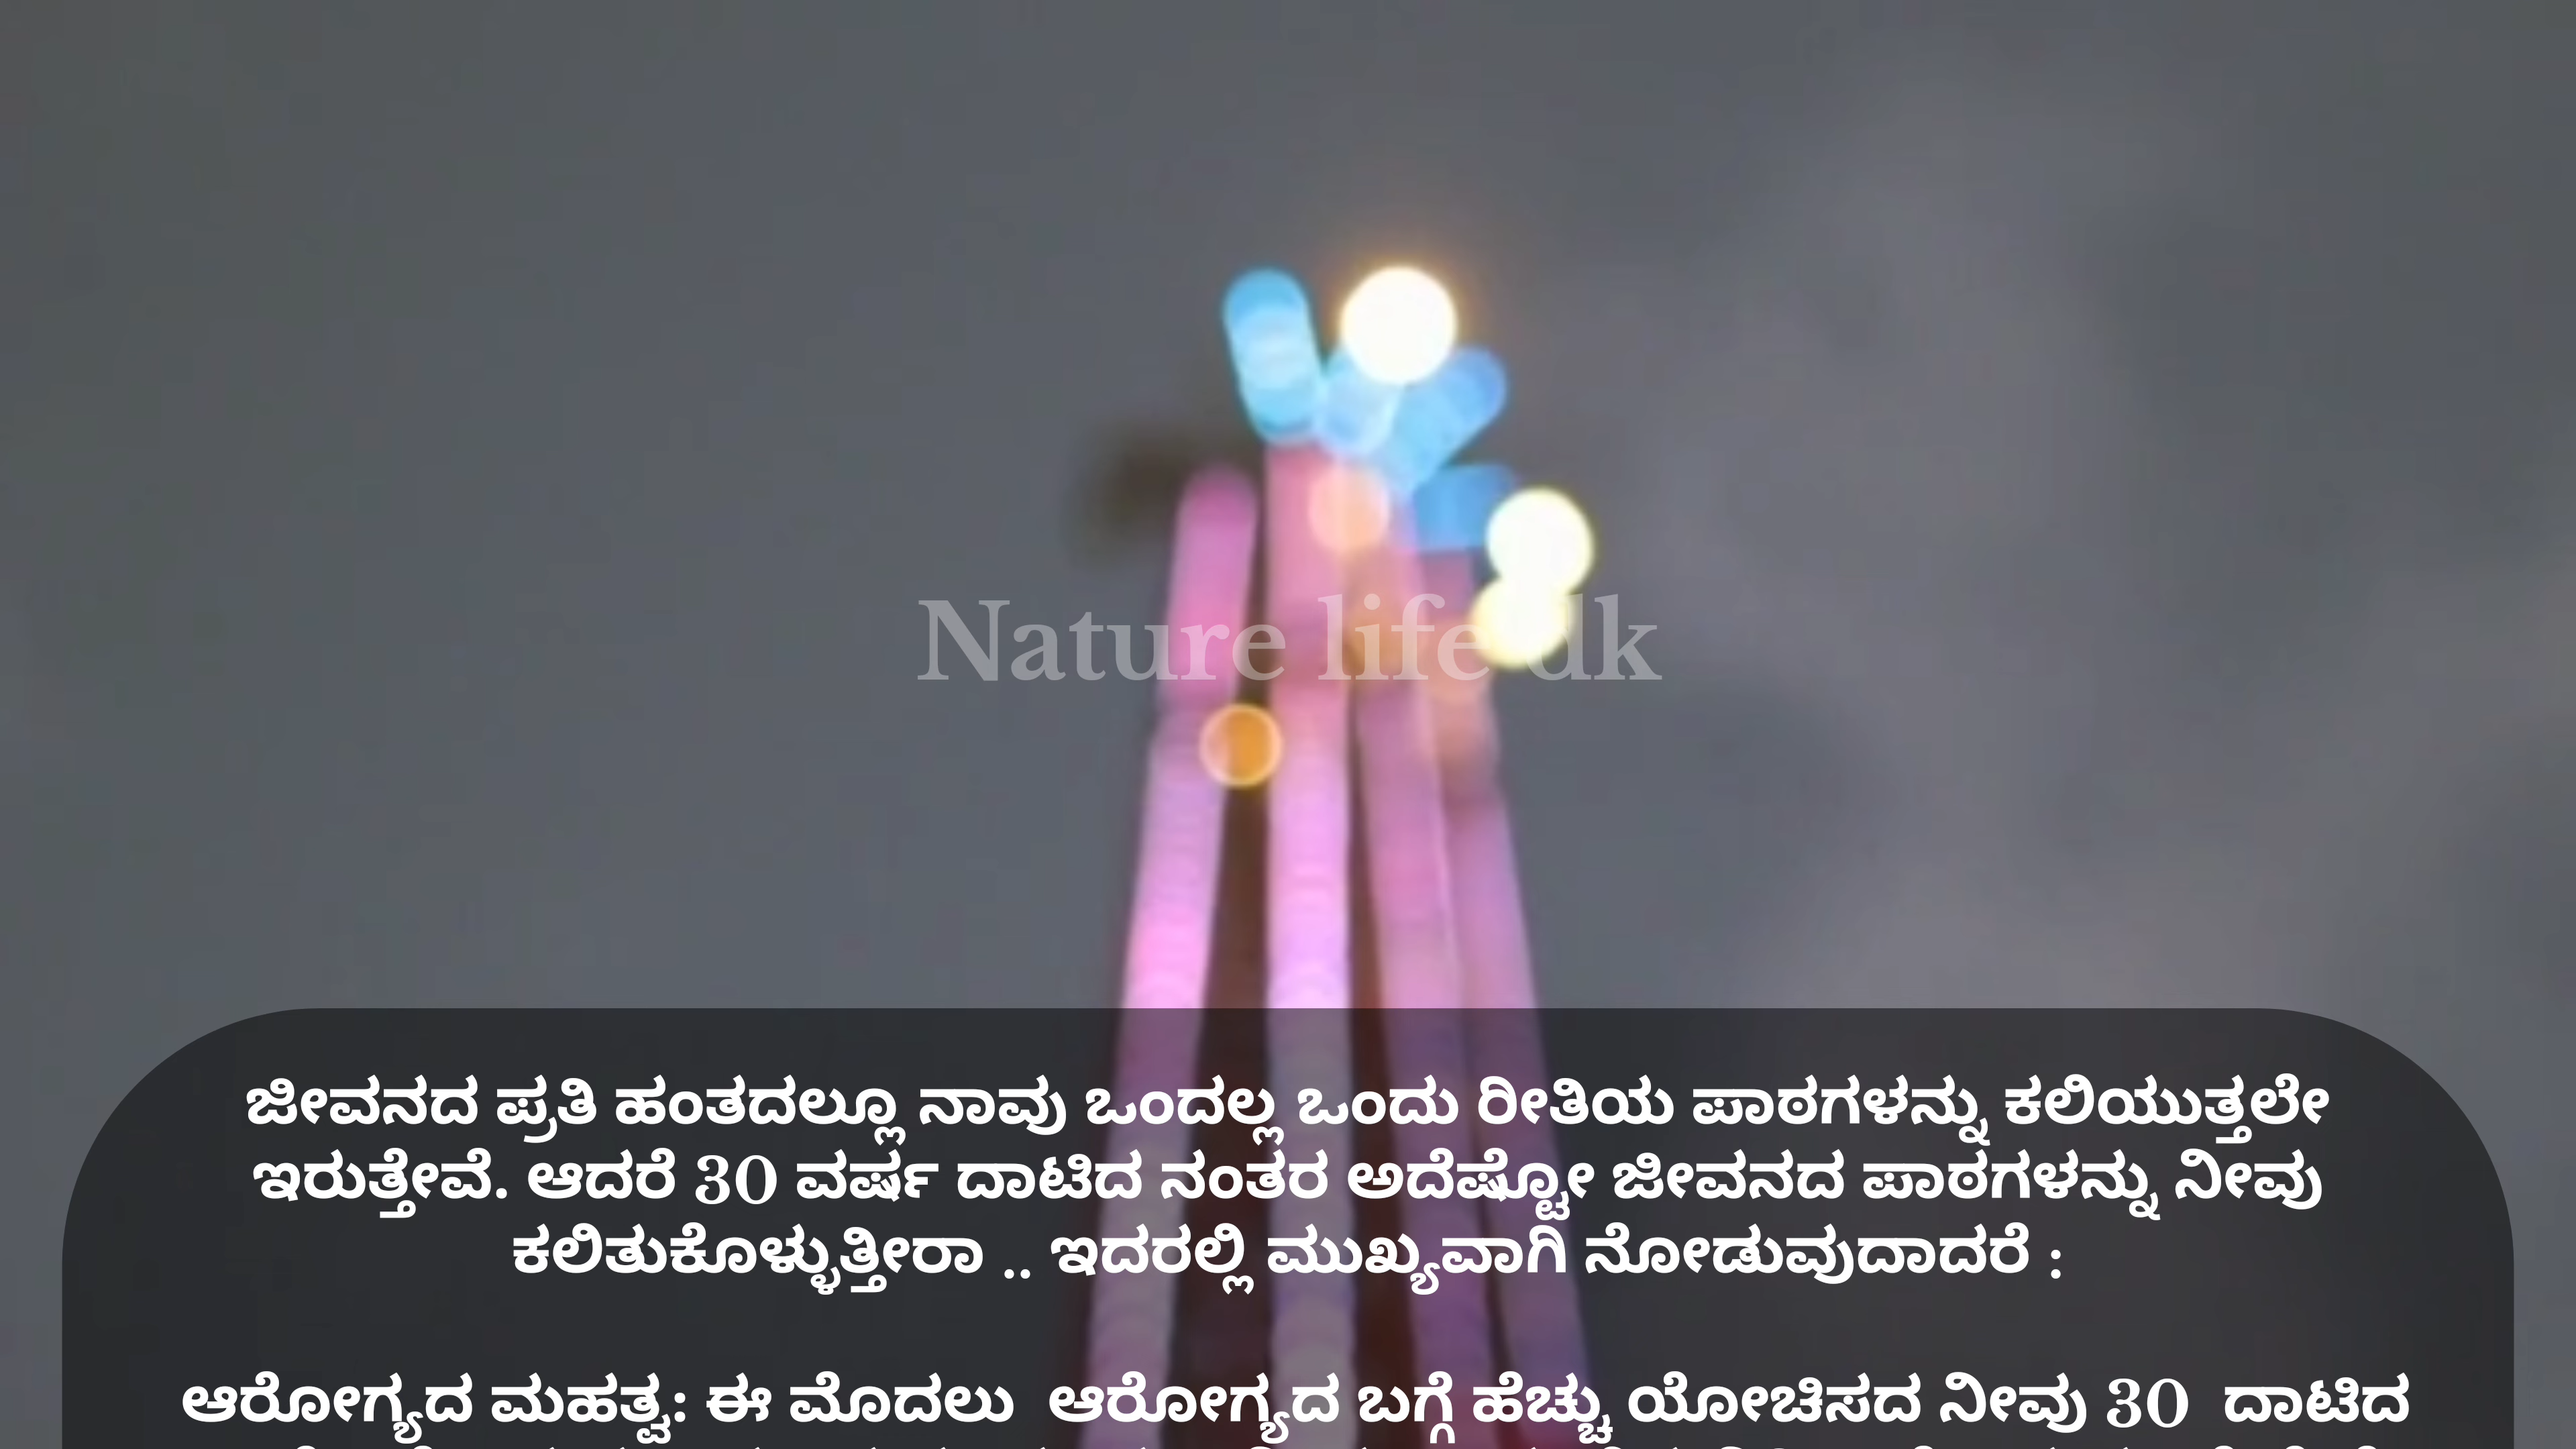 Nature life dk
ಜೀವನದ ಪ್ರತಿ ಹಂತದಲ್ಲೂ ನಾವು ಒಂದಲ್ಲ ಒಂದು ರೀತಿಯ ಪಾಠಗಳನ್ನು ಕಲಿಯುತ್ತಲೇ
ಇರುತ್ತೇವೆ. ಆದರೆ 30 ವರ್ಷ ದಾಟಿದ ನಂತರ ಅದೆಷ್ಟೋ ಜೀವನದ ಪಾಠಗಳನ್ನು ನೀವು
ಕಲಿತುಕೊಳ್ಳುತ್ತೀರಾ .. ಇದರಲ್ಲಿ ಮುಖ್ಯವಾಗಿ ನೋಡುವುದಾದರೆ :
ಆರೋಗ್ಯದ ಮಹತ್ವ: ಈ ಮೊದಲು ಆರೋಗ್ಯದ ಬಗ್ಗೆ ಹೆಚ್ಚು ಯೋಚಿಸದ ನೀವು 30 ದಾಟಿದ